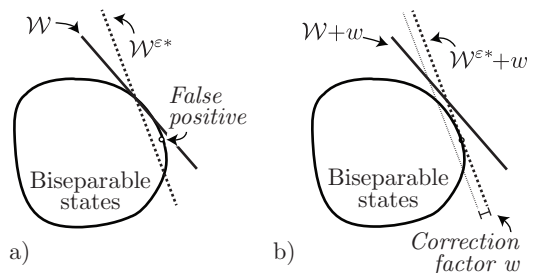 𝒲
𝒲^{ε*}
False
positive
Biseparable
states
a)
𝒲+w
𝒲^{ε*}+w
Biseparable
states
b)
Correction
factor w